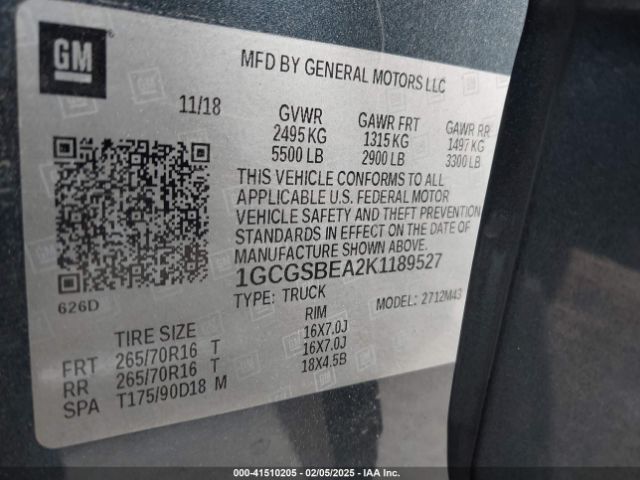 GM
MFD BY GENERAL MOTORS LLC
11/18
GVWR
2495 KG
5500 LB
GAWR FRT
1315 KG
2900 LB
GAWR RR
1497 KG
3300 LB
THIS VEHICLE CONFORMS TO ALL
APPLICABLE U.S. FEDERAL MOTOR
VEHICLE SAFETY AND THEFT PREVENTION
STANDARDS IN EFFECT ON THE DATE OF
MANUFACTURE SHOWN ABOVE.
1GCGSBEA2K1189527
TYPE: TRUCK
MODEL: 2712M43
626D
TIRE SIZE RIM
FRT 265/70R16 T 16X7.0J
RR 265/70R16 T 16X7.0J
SPA T175/90D18 M 18X4.5B
000-41510205 - 02/05/2025 - IAA Inc.